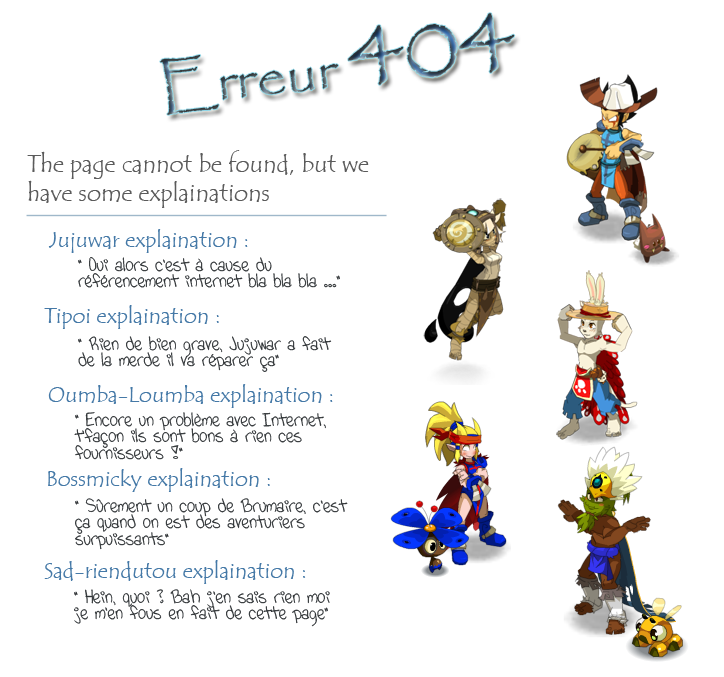 Erreur 404
The page cannot be found, but we
have some explainations
Jujuwar explaination :
" Oui alors c'est à cause du
référencement internet bla bla bla ..."
Tipoi explaination :
" Rien de bien grave, Jujuwar a fait
de la merde il va réparer ça"
Oumba-Loumba explaination :
" Encore un problème avec Internet,
t'façon ils sont bons à rien ces
fournisseurs !"
Bossmicky explaination :
" Sûrement un coup de Brumaire, c'est
ça quand on est des aventuriers
surpuissants"
Sad-riendutou explaination :
" Hein, quoi ? Bah j'en sais rien moi
je m'en fous en fait de cette page"